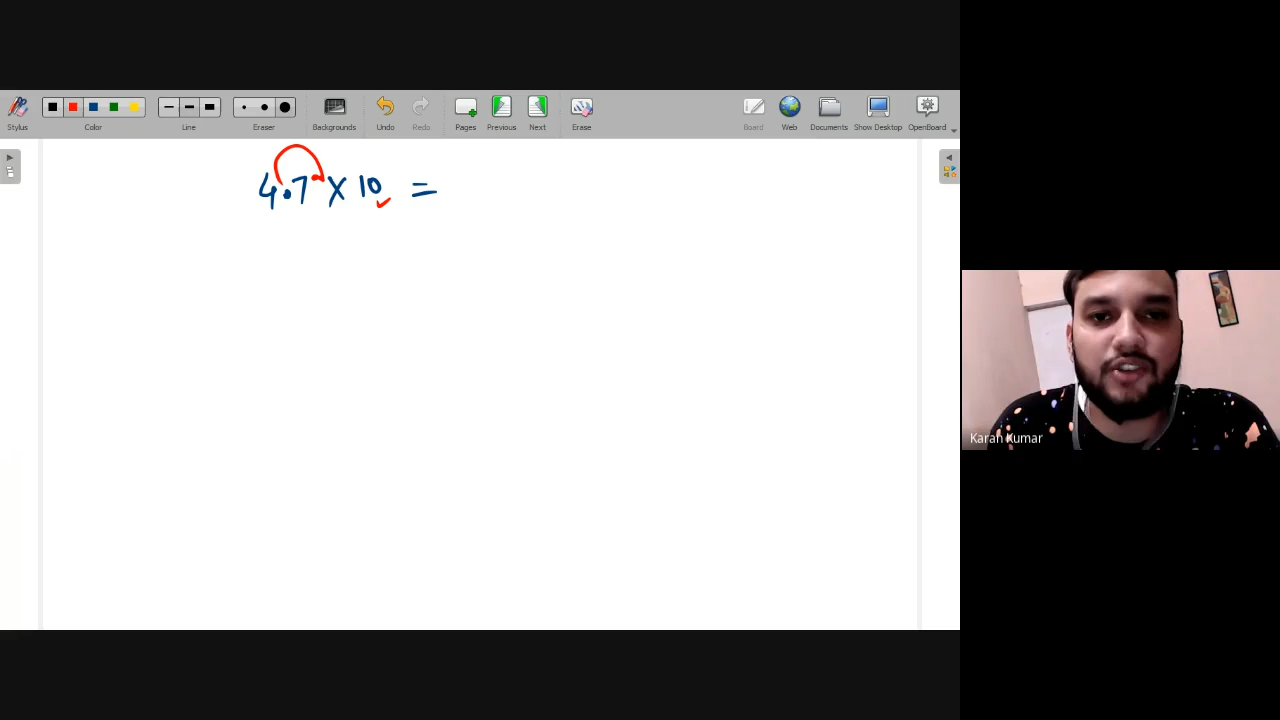 Stylus
Color
Line
Eraser
Backgrounds
Undo
Redo
Pages
Previous
Next
Erase
Board
Web
Documents
Show Desktop
OpenBoard
4.7 X 10 =
Karan Kumar